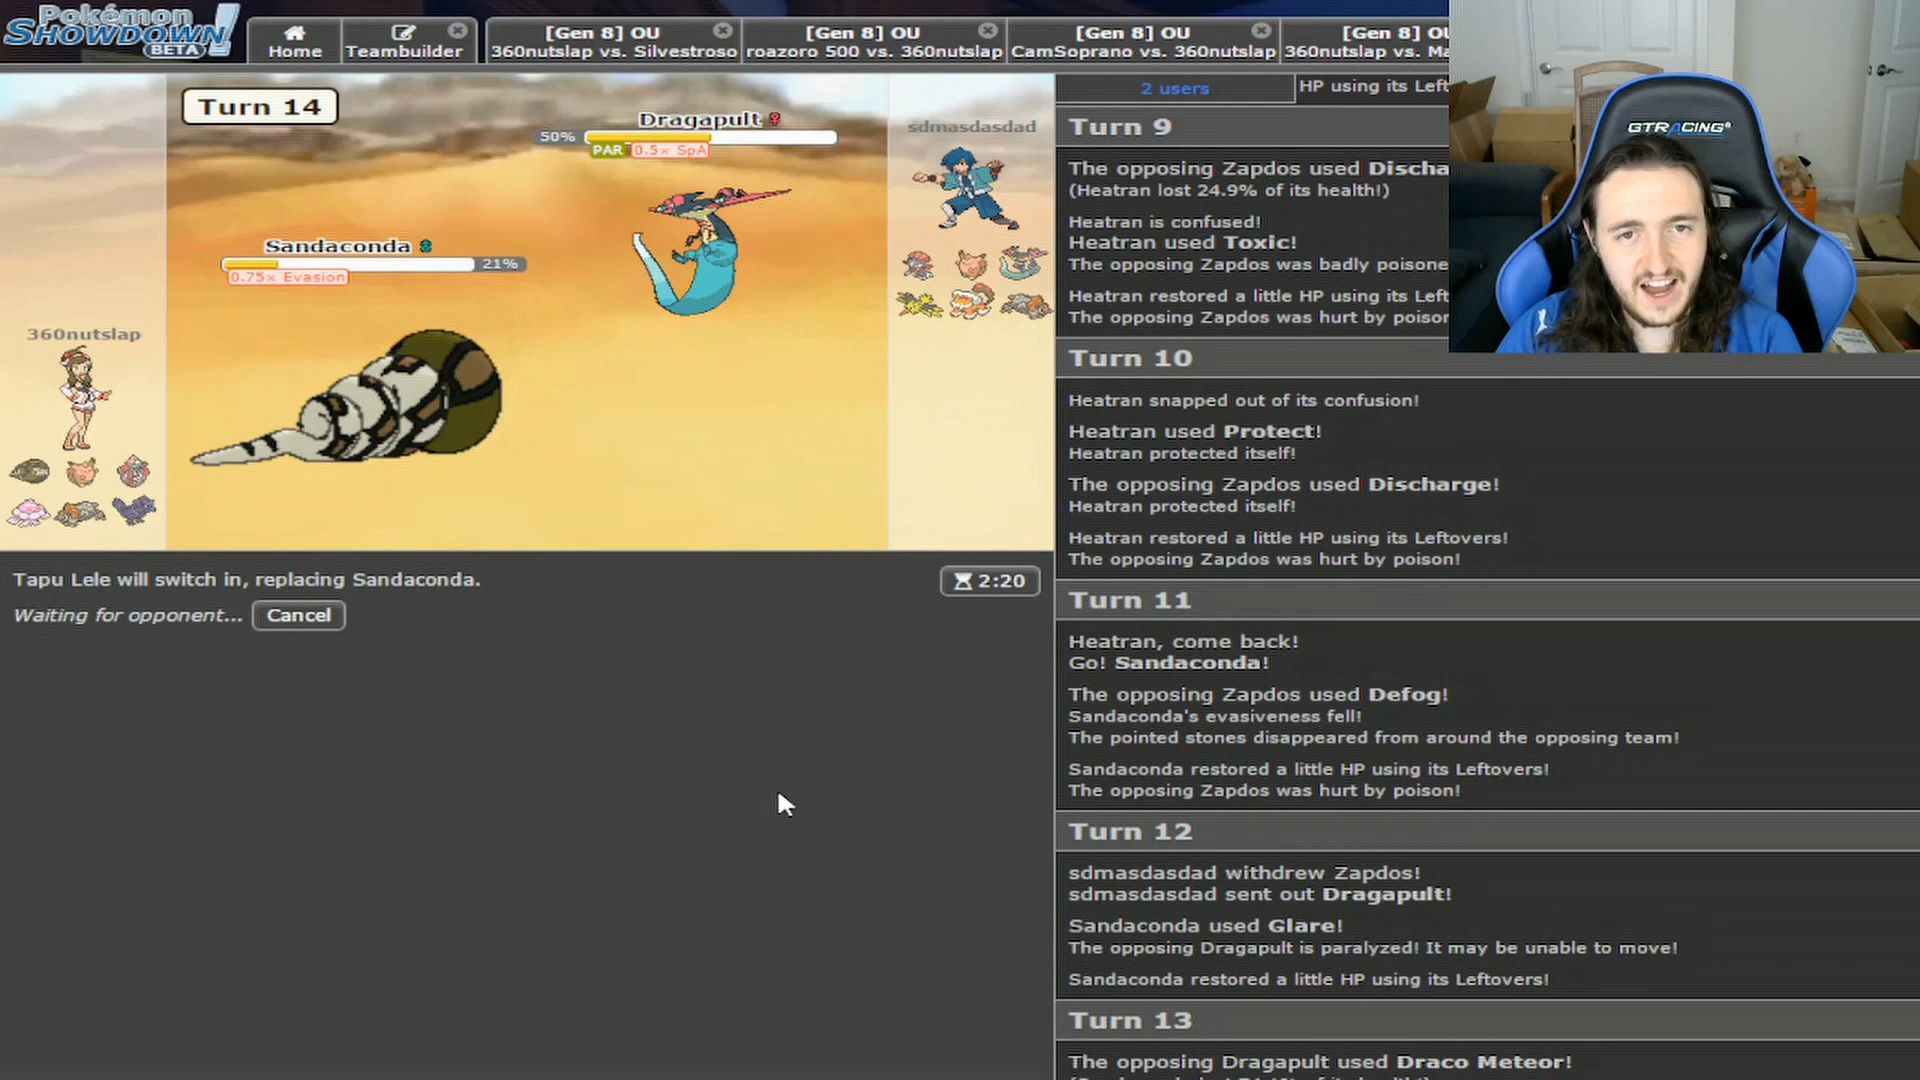 Pokémon
SHOWDOWN!
BETA
Home
Teambuilder
[Gen 8] OU
360nutslap vs. Silvestroso
[Gen 8] OU
roazoro 500 vs. 360nutslap
[Gen 8] OU
CamSoprano vs. 360nutslap
[Gen 8] OU
360nutslap vs. Ma
Turn 14
Dragapult
50%
PAR 0.5× SpA
Sandaconda
21%
0.75× Evasion
360nutslap
sdmasdasdad
Tapu Lele will switch in, replacing Sandaconda.
2:20
Waiting for opponent... Cancel
2 users
HP using its Left
Turn 9
The opposing Zapdos used Discha
(Heatran lost 24.9% of its health!)
Heatran is confused!
Heatran used Toxic!
The opposing Zapdos was badly poisone
Heatran restored a little HP using its Left
The opposing Zapdos was hurt by poison
Turn 10
Heatran snapped out of its confusion!
Heatran used Protect!
Heatran protected itself!
The opposing Zapdos used Discharge!
Heatran protected itself!
Heatran restored a little HP using its Leftovers!
The opposing Zapdos was hurt by poison!
Turn 11
Heatran, come back!
Go! Sandaconda!
The opposing Zapdos used Defog!
Sandaconda's evasiveness fell!
The pointed stones disappeared from around the opposing team!
Sandaconda restored a little HP using its Leftovers!
The opposing Zapdos was hurt by poison!
Turn 12
sdmasdasdad withdrew Zapdos!
sdmasdasdad sent out Dragapult!
Sandaconda used Glare!
The opposing Dragapult is paralyzed! It may be unable to move!
Sandaconda restored a little HP using its Leftovers!
Turn 13
The opposing Dragapult used Draco Meteor!
GTRACING